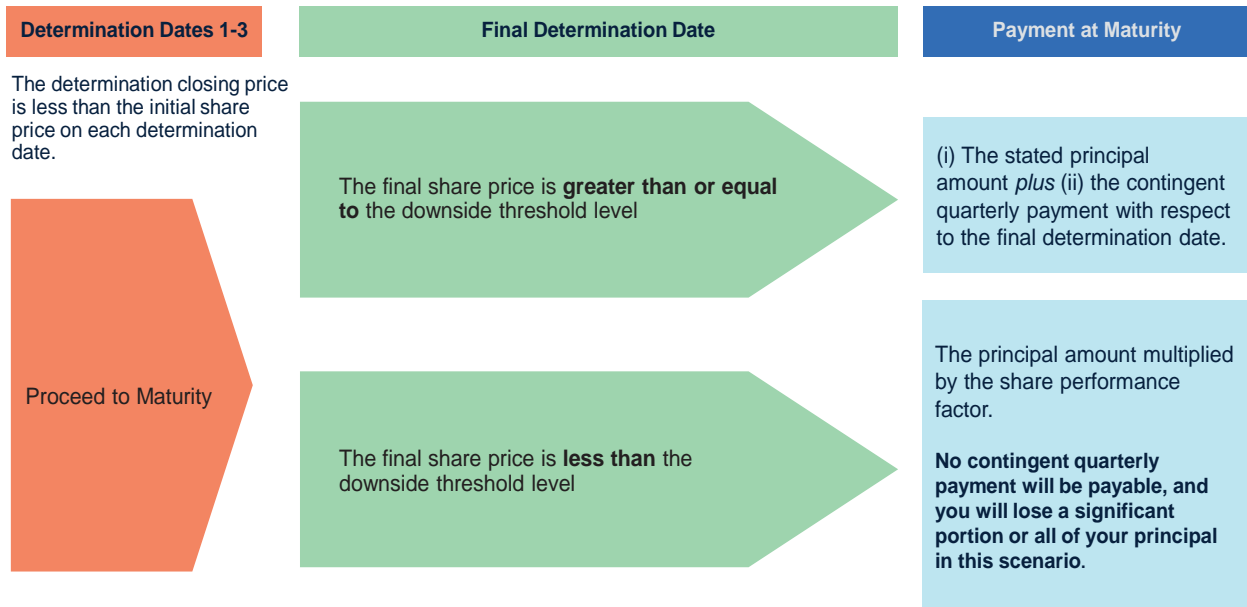 Determination Dates 1-3
Final Determination Date
Payment at Maturity
The determination closing price
is less than the initial share
price on each determination
date.
Proceed to Maturity
The final share price is greater than or equal
to the downside threshold level
(i) The stated principal
amount plus (ii) the contingent
quarterly payment with respect
to the final determination date.
The final share price is less than the
downside threshold level
The principal amount multiplied
by the share performance
factor.
No contingent quarterly
payment will be payable, and
you will lose a significant
portion or all of your principal
in this scenario.